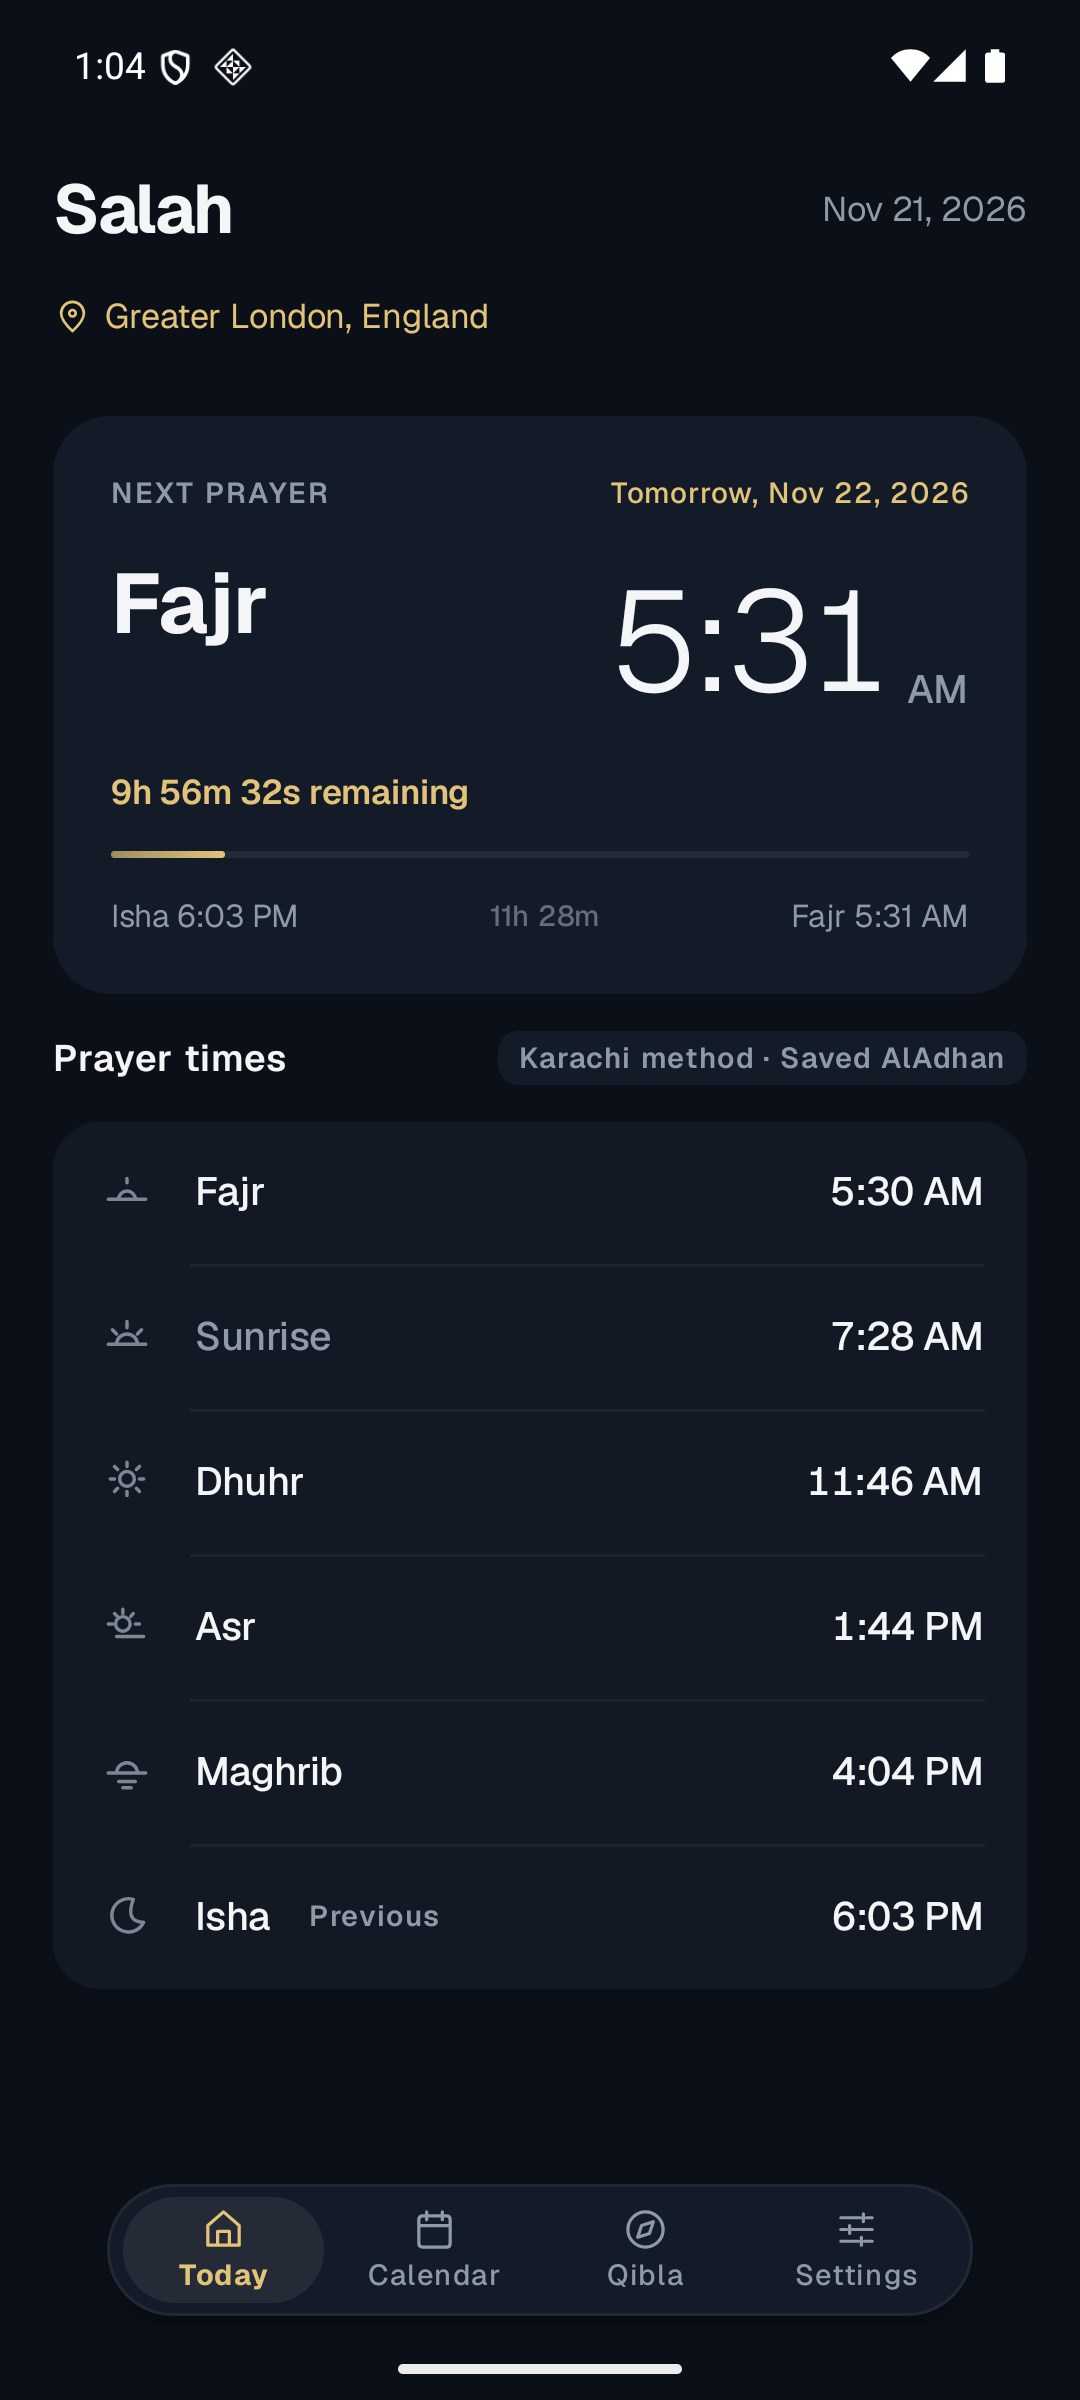 1:04
Salah
Nov 21, 2026
Greater London, England
NEXT PRAYER
Tomorrow, Nov 22, 2026
Fajr
5:31 AM
9h 56m 32s remaining
Isha 6:03 PM
11h 28m
Fajr 5:31 AM
Prayer times
Karachi method · Saved AlAdhan
Fajr 5:30 AM
Sunrise 7:28 AM
Dhuhr 11:46 AM
Asr 1:44 PM
Maghrib 4:04 PM
Isha Previous 6:03 PM
Today
Calendar
Qibla
Settings